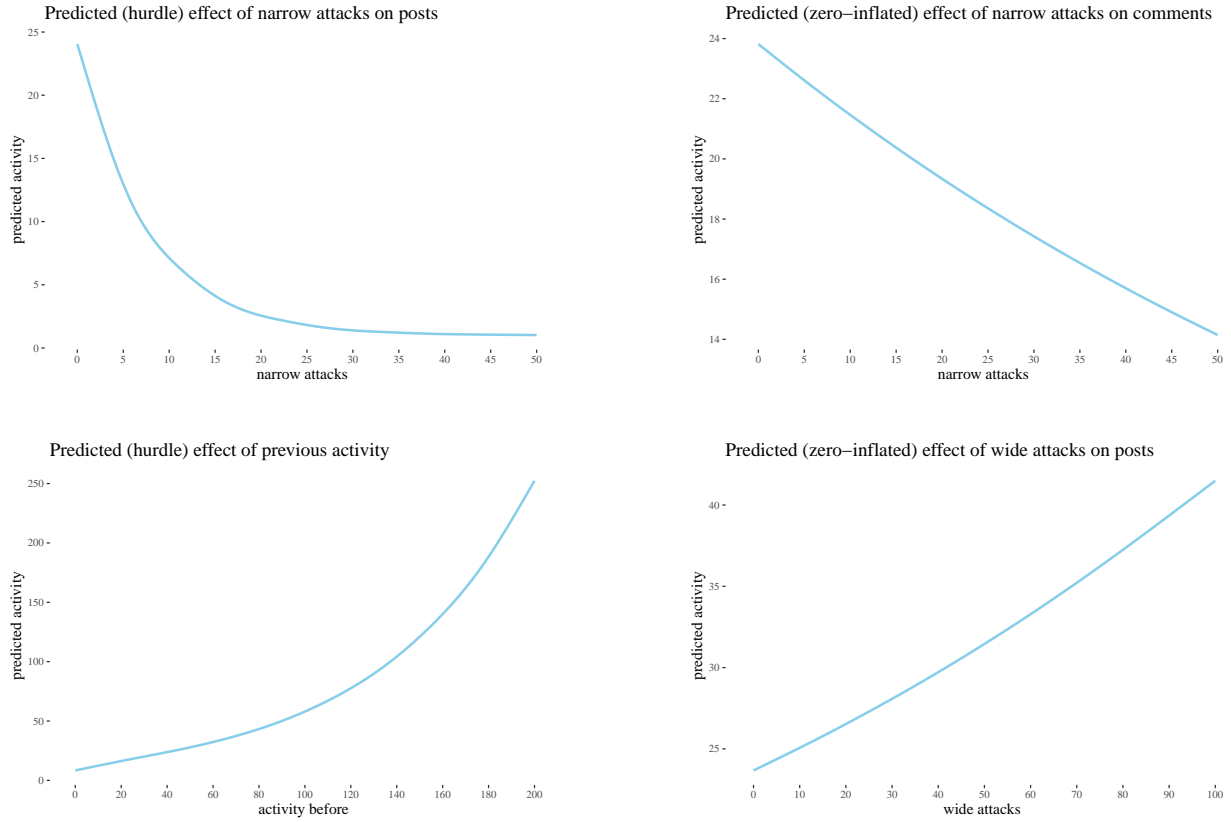 Predicted (hurdle) effect of narrow attacks on posts
25
20
15
10
5
0
predicted activity
0 5 10 15 20 25 30 35 40 45 50
narrow attacks
Predicted (zero−inflated) effect of narrow attacks on comments
24
22
20
18
16
14
predicted activity
0 5 10 15 20 25 30 35 40 45 50
narrow attacks
Predicted (hurdle) effect of previous activity
250
200
150
100
50
0
predicted activity
0 20 40 60 80 100 120 140 160 180 200
activity before
Predicted (zero−inflated) effect of wide attacks on posts
40
35
30
25
predicted activity
0 10 20 30 40 50 60 70 80 90 100
wide attacks